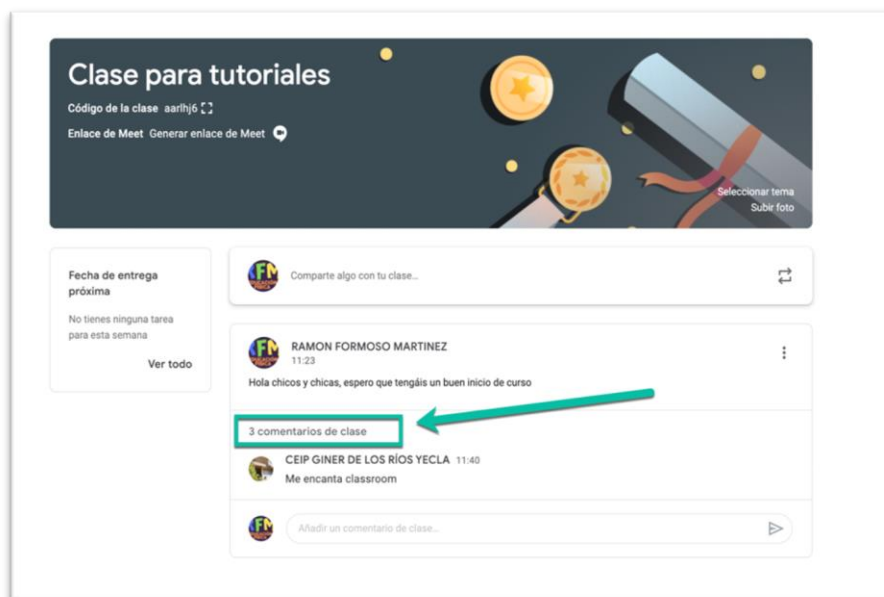 Clase para tutoriales
Código de la clase aarlhj6
Enlace de Meet Generar enlace de Meet
Seleccionar tema
Subir foto
Fecha de entrega
próxima
No tienes ninguna tarea
para esta semana
Ver todo
Comparte algo con tu clase...
RAMON FORMOSO MARTINEZ
11:23
Hola chicos y chicas, espero que tengáis un buen inicio de curso
3 comentarios de clase
CEIP GINER DE LOS RÍOS YECLA 11:40
Me encanta classroom
Añadir un comentario de clase...